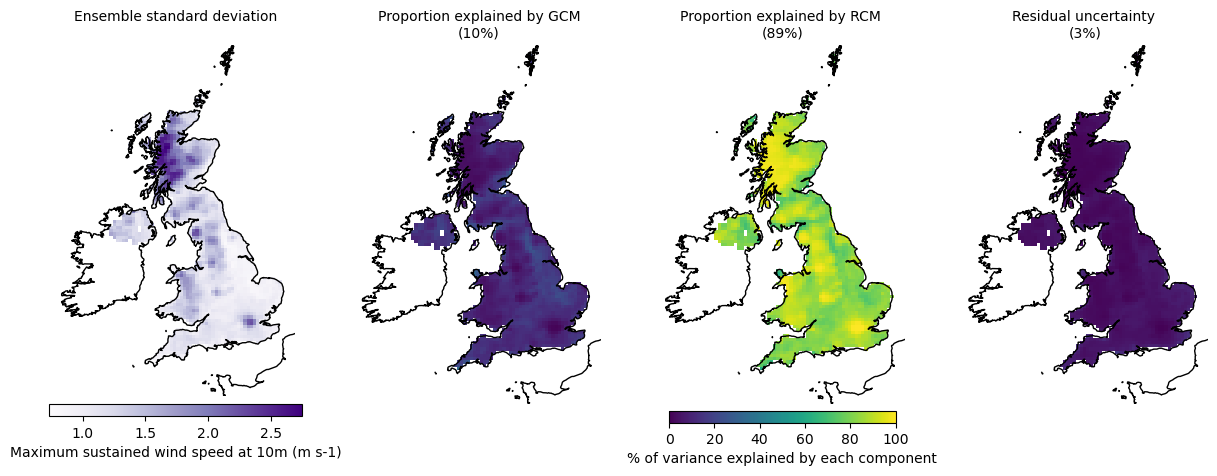 Ensemble standard deviation
Proportion explained by GCM
(10%)
Proportion explained by RCM
(89%)
Residual uncertainty
(3%)
1.0 1.5 2.0 2.5
Maximum sustained wind speed at 10m (m s-1)
0 20 40 60 80 100
% of variance explained by each component